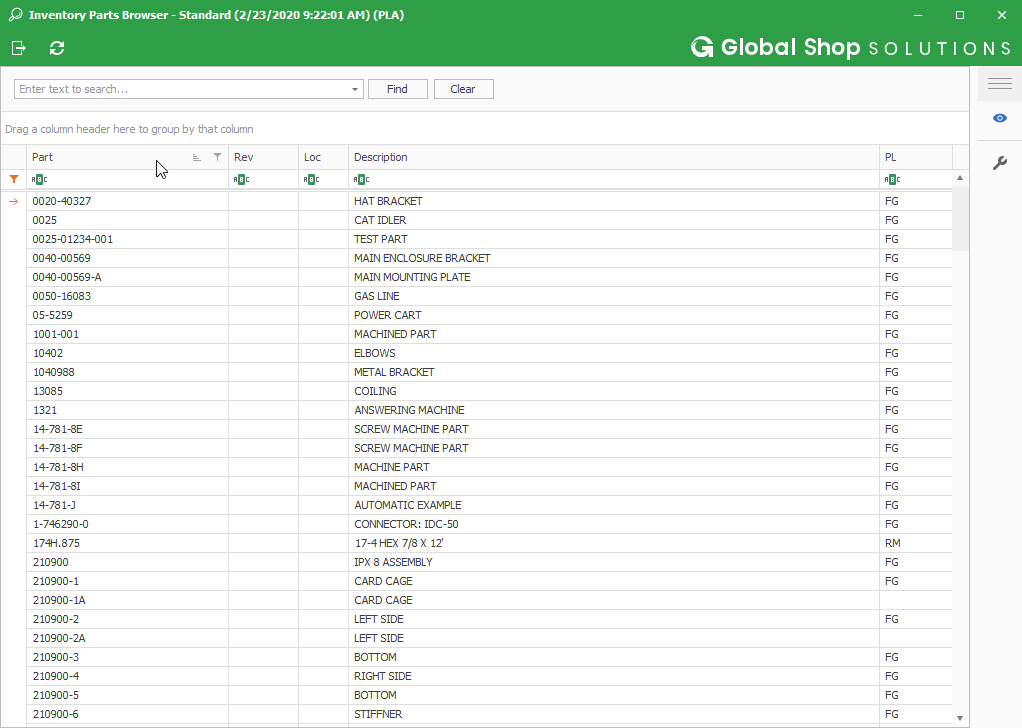 Inventory Parts Browser - Standard (2/23/2020 9:22:01 AM) (PLA)
Global Shop SOLUTIONS
Enter text to search... Find Clear
Drag a column header here to group by that column
Part Rev Loc Description PL
ABC ABC ABC ABC ABC
0020-40327 HAT BRACKET FG
0025 CAT IDLER FG
0025-01234-001 TEST PART FG
0040-00569 MAIN ENCLOSURE BRACKET FG
0040-00569-A MAIN MOUNTING PLATE FG
0050-16083 GAS LINE FG
05-5259 POWER CART FG
1001-001 MACHINED PART FG
10402 ELBOWS FG
1040988 METAL BRACKET FG
13085 COILING FG
1321 ANSWERING MACHINE FG
14-781-8E SCREW MACHINE PART FG
14-781-8F SCREW MACHINE PART FG
14-781-8H MACHINE PART FG
14-781-8I MACHINED PART FG
14-781-J AUTOMATIC EXAMPLE FG
1-746290-0 CONNECTOR: IDC-50 FG
174H.875 17-4 HEX 7/8 X 12' RM
210900 IPX 8 ASSEMBLY FG
210900-1 CARD CAGE FG
210900-1A CARD CAGE
210900-2 LEFT SIDE FG
210900-2A LEFT SIDE
210900-3 BOTTOM FG
210900-4 RIGHT SIDE FG
210900-5 BOTTOM FG
210900-6 STIFFNER FG